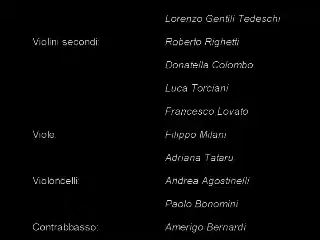 Lorenzo Gentili Tedeschi
Violini secondi: Roberto Righetti
Donatella Colombo
Luca Torciani
Francesco Lovato
Viole: Filippo Milani
Adriana Tataru
Violoncelli: Andrea Agostinelli
Paolo Bonomini
Contrabbasso: Amerigo Bernardi